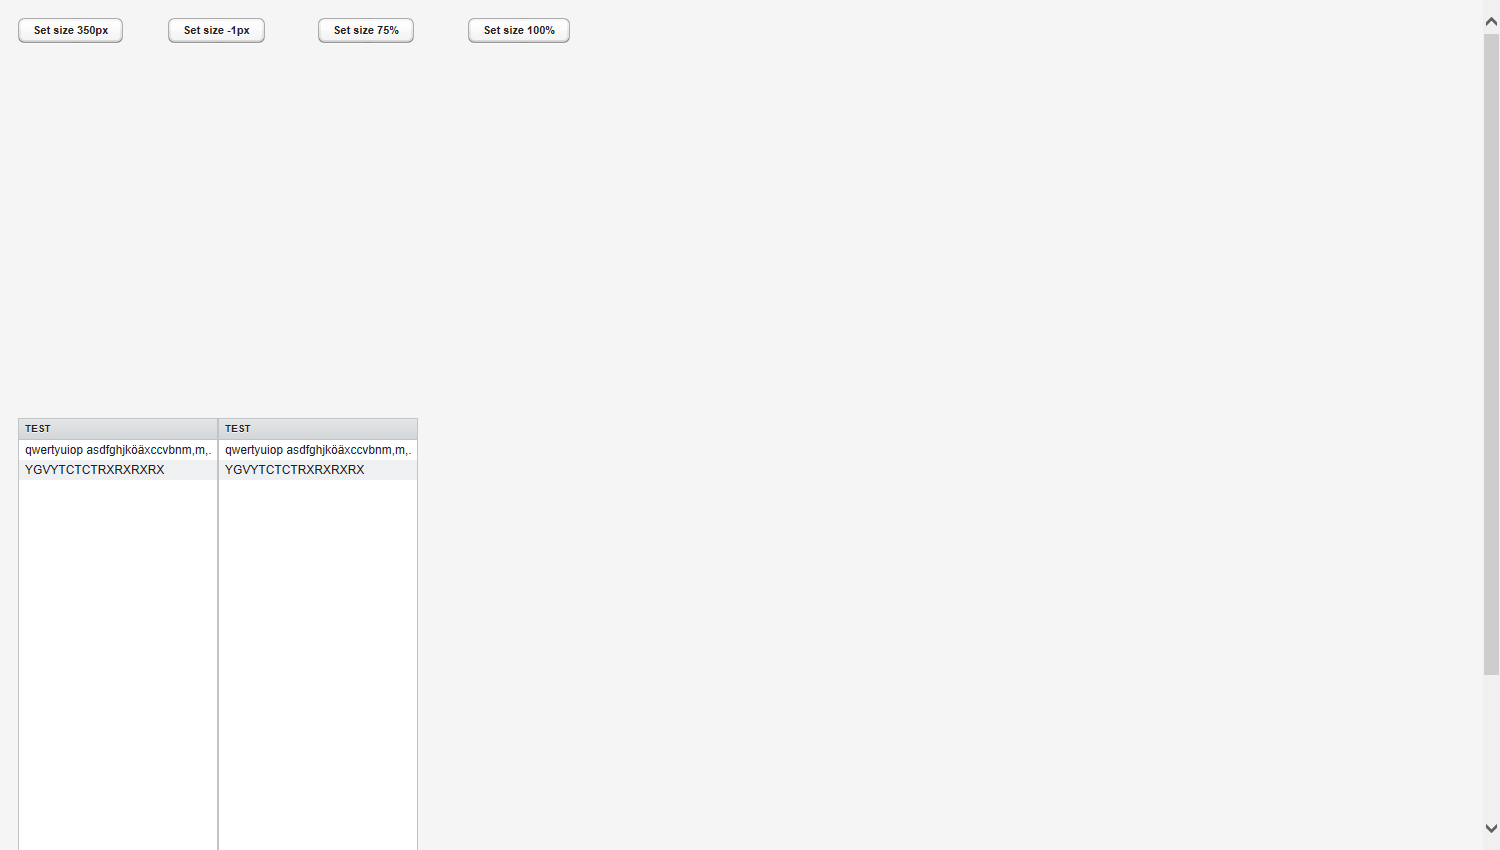 Set size 350px Set size -1px Set size 75% Set size 100%
TEST TEST
qwertyuiop asdfghjköäxccvbnm,m,. qwertyuiop asdfghjköäxccvbnm,m,.
YGVYTCTCTRXRXRXRX YGVYTCTCTRXRXRXRX